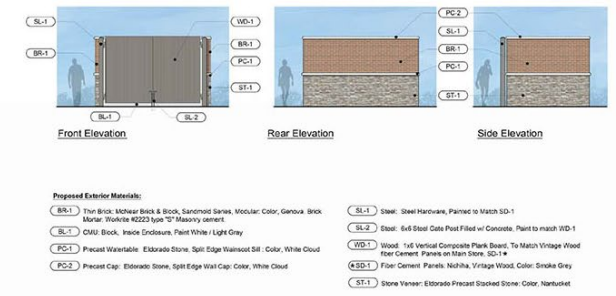 SL-1
WD-1
BR-1
BR-1
PC-1
ST-1
BL-1
SL-2
PC-2
SL-1
BR-1
PC-1
ST-1
Front Elevation
Rear Elevation
Side Elevation
Proposed Exterior Materials:
BR-1 Thin Brick: McNear Brick & Block, Sandmold Series, Modular: Color, Genova. Brick
Mortar: Workrite #2223 type "S" Masonry cement
BL-1 CMU: Block, Inside Enclosure, Paint White / Light Gray
PC-1 Precast Watertable: Eldorado Stone, Split Edge Wainscot Sill : Color, White Cloud
PC-2 Precast Cap: Eldorado Stone, Split Edge Wall Cap: Color, White Cloud
SL-1 Steel: Steel Hardware, Painted to Match SD-1
SL-2 Steel: 6x6 Steel Gate Post Filled w/ Concrete, Paint to match WD-1
WD-1 Wood: 1x6 Vertical Composite Plank Board, To Match Vintage Wood
fiber Cement Panels on Main Store, SD-1★
★SD-1 Fiber Cement Panels: Nichiha, Vintage Wood; Color: Smoke Grey
ST-1 Stone Veneer: Eldorado Precast Stacked Stone: Color, Nantucket